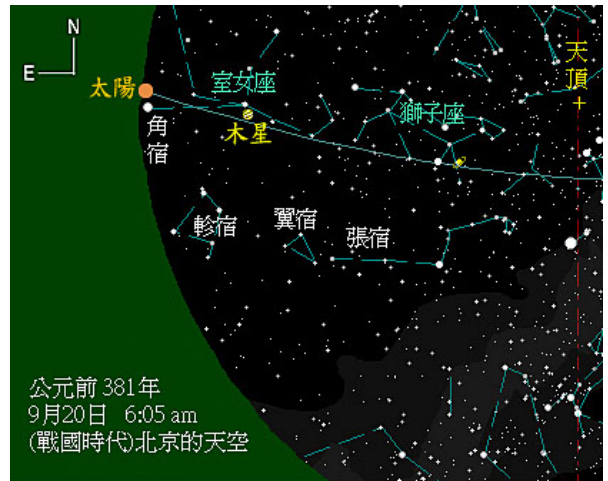 N
E
天頂
太陽
室女座
獅子座
木星
角宿
軫宿
翼宿
張宿
公元前 381年
9月20日 6:05 am
(戰國時代)北京的天空